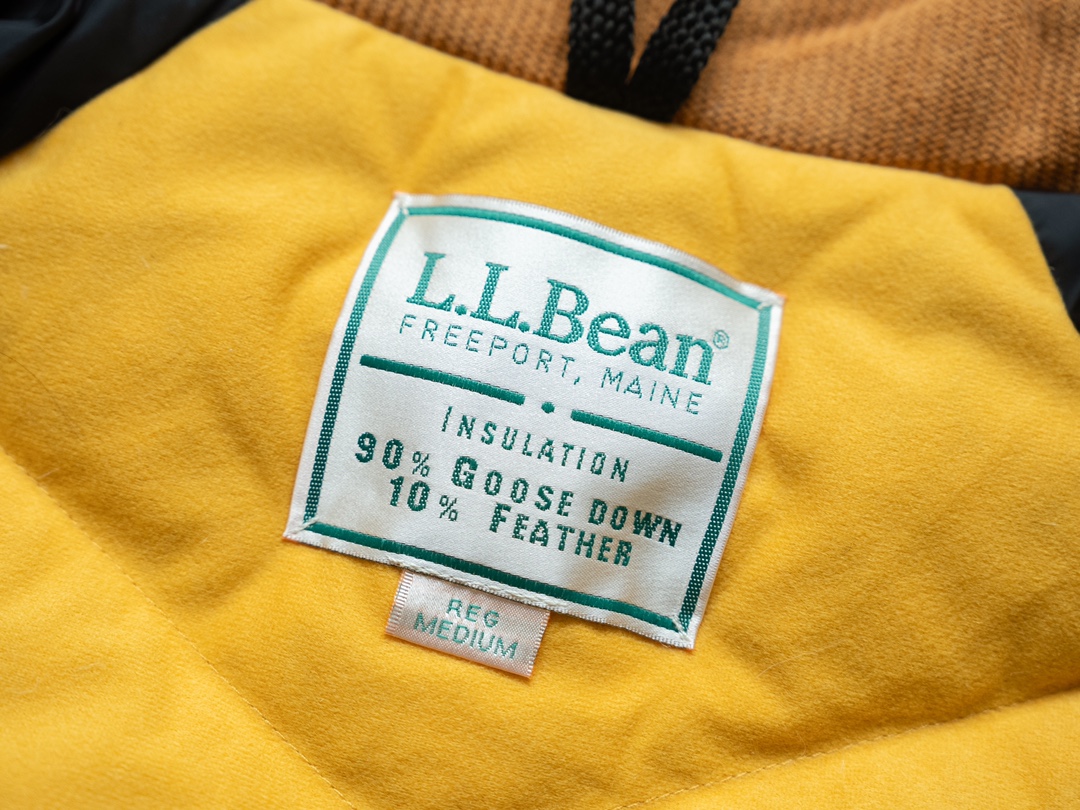 L.L.Bean®
FREEPORT, MAINE
INSULATION
90% GOOSE DOWN
10% FEATHER
REG
MEDIUM